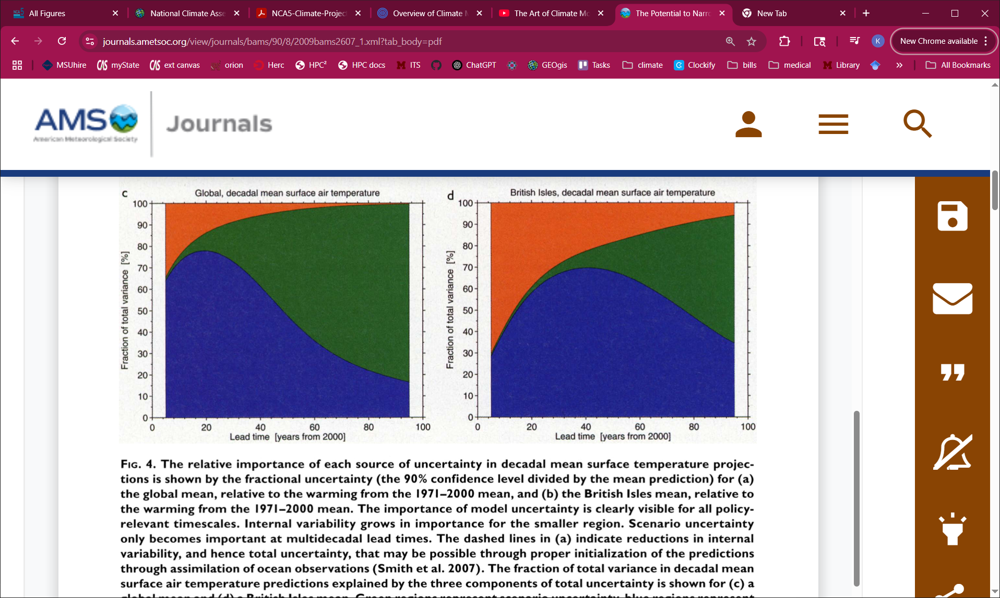 All Figures
National Climate Asse
NCA5-Climate-Projec
Overview of Climate M
The Art of Climate Mo
The Potential to Narro
New Tab
journals.ametsoc.org/view/journals/bams/90/8/2009bams2607_1.xml?tab_body=pdf
K
New Chrome available
MSUhire
myState
ext canvas
orion
Herc
HPC²
HPC docs
ITS
ChatGPT
GEOgis
Tasks
climate
Clockify
bills
medical
Library
»
All Bookmarks
AMS
American Meteorological Society
Journals
c
Global, decadal mean surface air temperature
Fraction of total variance [%]
100
90
80
70
60
50
40
30
20
10
0
0 20 40 60 80 100
Lead time [years from 2000]
d
British Isles, decadal mean surface air temperature
Fraction of total variance [%]
100
90
80
70
60
50
40
30
20
10
0
0 20 40 60 80 100
Lead time [years from 2000]
FIG. 4. The relative importance of each source of uncertainty in decadal mean surface temperature projec-
tions is shown by the fractional uncertainty (the 90% confidence level divided by the mean prediction) for (a)
the global mean, relative to the warming from the 1971–2000 mean, and (b) the British Isles mean, relative to
the warming from the 1971–2000 mean. The importance of model uncertainty is clearly visible for all policy-
relevant timescales. Internal variability grows in importance for the smaller region. Scenario uncertainty
only becomes important at multidecadal lead times. The dashed lines in (a) indicate reductions in internal
variability, and hence total uncertainty, that may be possible through proper initialization of the predictions
through assimilation of ocean observations (Smith et al. 2007). The fraction of total variance in decadal mean
surface air temperature predictions explained by the three components of total uncertainty is shown for (c) a
global mean and (d) a British Isles mean. Green regions represent scenario uncertainty, blue regions represent